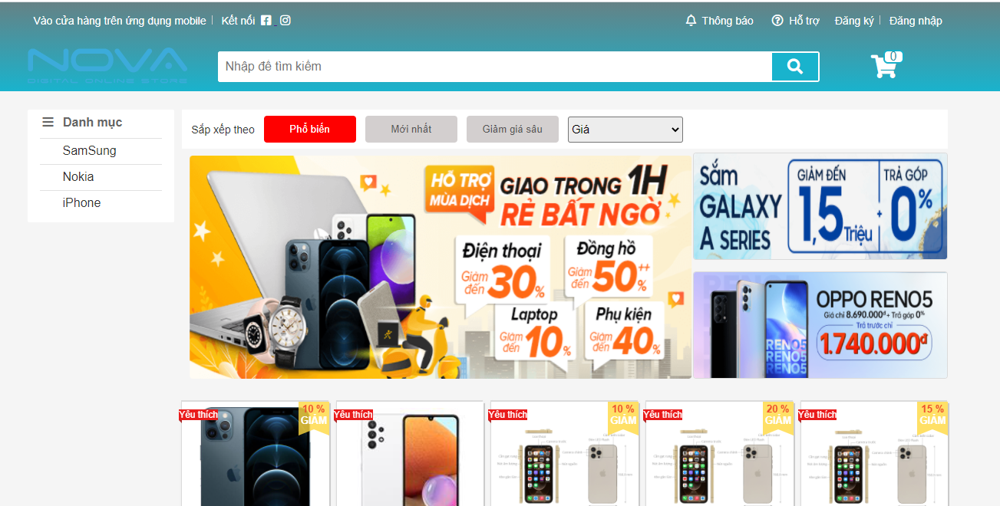 Vào cửa hàng trên ứng dụng mobile
Kết nối
Thông báo
Hỗ trợ
Đăng ký
Đăng nhập
NOVA
DIGITAL ONLINE STORE
Nhập để tìm kiếm
0
Danh mục
SamSung
Nokia
iPhone
Sắp xếp theo
Phổ biến
Mới nhất
Giảm giá sâu
Giá
HỖ TRỢ
MÙA DỊCH
GIAO TRONG 1H
RẺ BẤT NGỜ
Điện thoại
Giảm đến 30%
Đồng hồ
Giảm đến 50++%
Laptop
Giảm đến 10%
Phụ kiện
Giảm đến 40%
Sắm
GALAXY
A SERIES
GIẢM ĐẾN
1,5 Triệu
+
TRẢ GÓP
0%
RENO5
RENO5
RENO5
OPPO RENO5
Giá chỉ 8.690.000đ + Trả góp 0%
Trả trước chỉ
1.740.000đ
Yêu thích
10 %
GIẢM
Yêu thích
Yêu thích
10 %
GIẢM
Yêu thích
20 %
GIẢM
Yêu thích
15 %
GIẢM